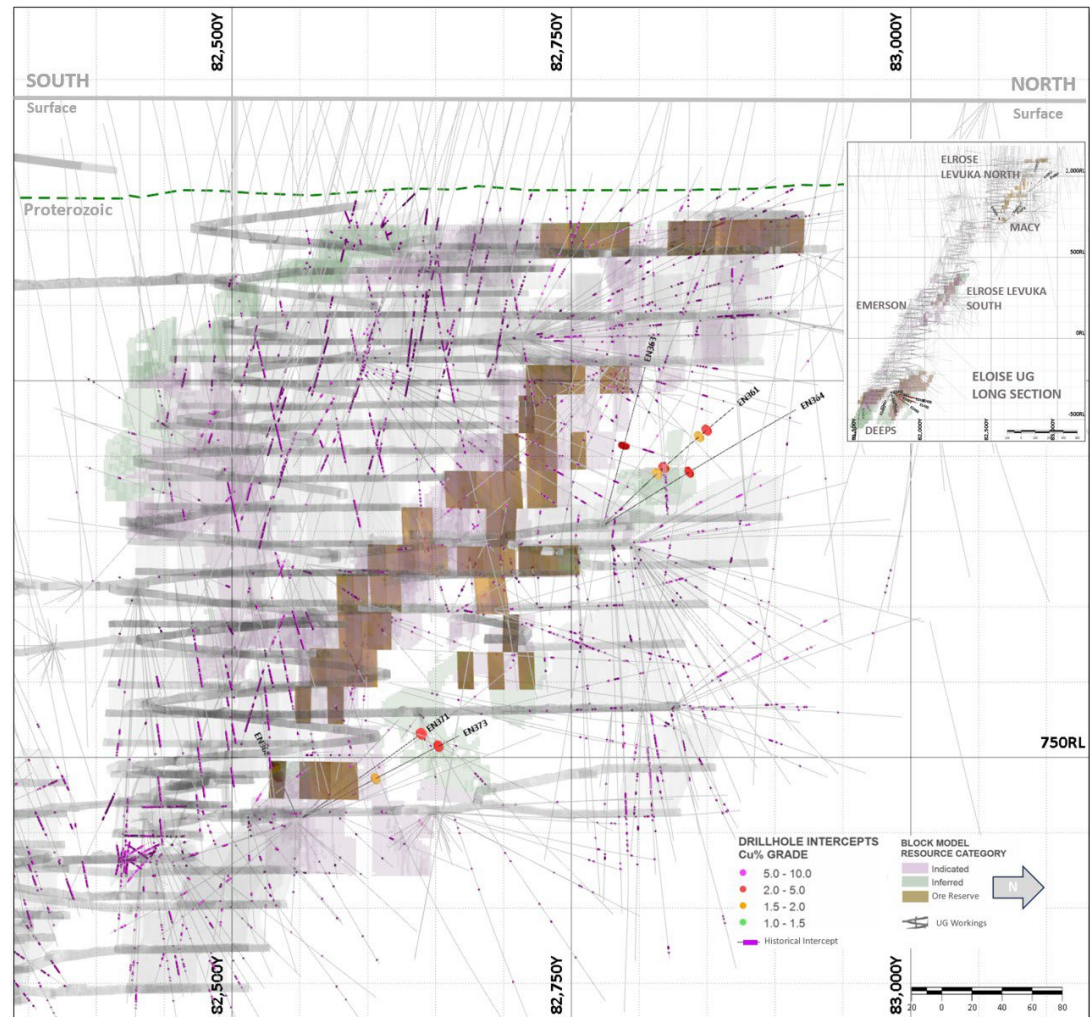 82,500Y
82,750Y
83,000Y
SOUTH
NORTH
Surface
Surface
Proterozoic
ELROSE
LEVUKA NORTH
1,000RL
MACY
500RL
EMERSON
ELROSE LEVUKA
SOUTH
0RL
ELOISE UG
LONG SECTION
-500RL
DEEPS
EN363
EN361
EN364
EN371
EN373
750RL
DRILLHOLE INTERCEPTS
Cu% GRADE
5.0 - 10.0
2.0 - 5.0
1.5 - 2.0
1.0 - 1.5
Historical Intercept
BLOCK MODEL
RESOURCE CATEGORY
Indicated
Inferred
Ore Reserve
UG Workings
N
82,500Y
82,750Y
83,000Y
20 0 20 40 60 80